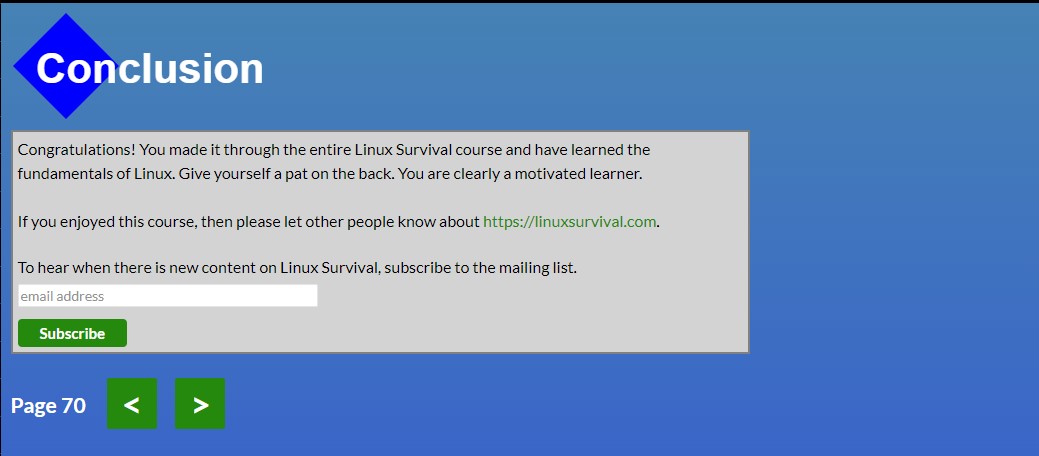 Conclusion
Congratulations! You made it through the entire Linux Survival course and have learned the
fundamentals of Linux. Give yourself a pat on the back. You are clearly a motivated learner.
If you enjoyed this course, then please let other people know about https://linuxsurvival.com.
To hear when there is new content on Linux Survival, subscribe to the mailing list.
email address
Subscribe
Page 70 < >